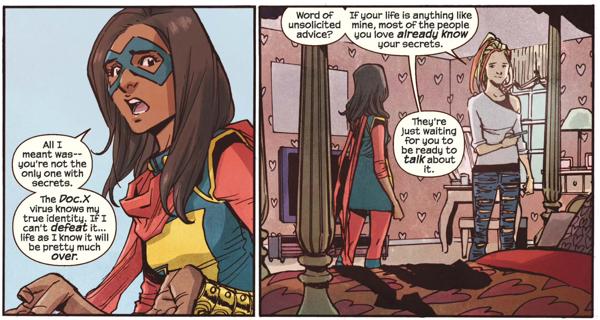 All I
meant was--
you're not the
only one with
secrets.
The Doc.X
virus knows my
true identity. If I
can't defeat it...
life as I know it will
be pretty much
over.
Word of
unsolicited
advice?
If your life is anything like
mine, most of the people
you love already know
your secrets.
They're
just waiting
for you to
be ready to
talk about
it.